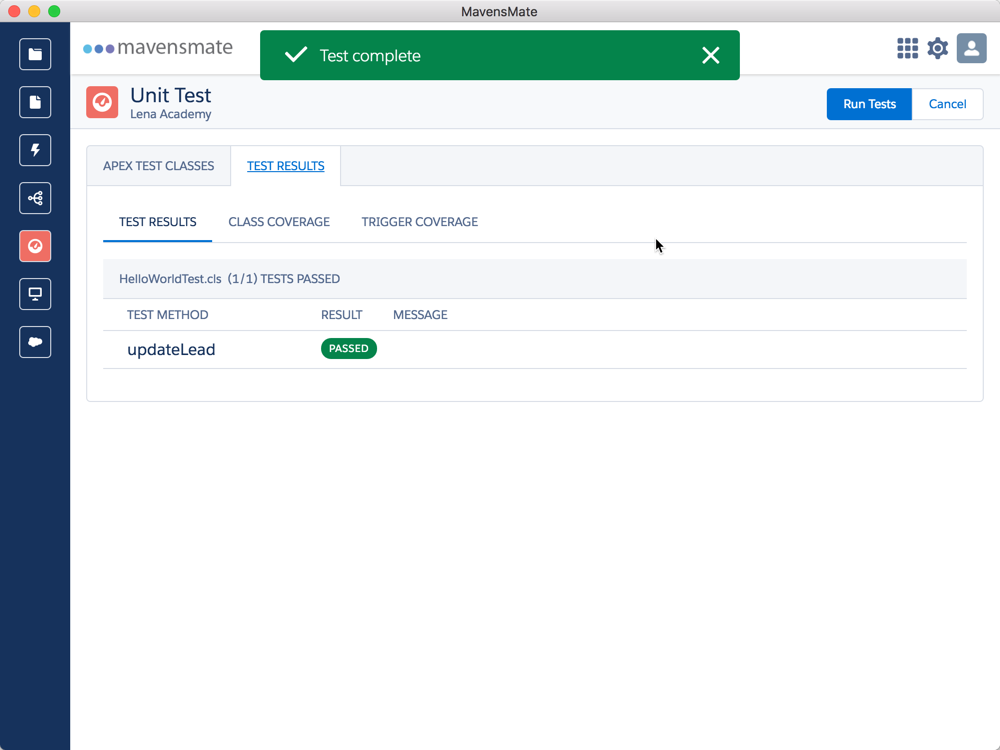 MavensMate
mavensmate
Test complete
Unit Test
Lena Academy
Run Tests
Cancel
APEX TEST CLASSES
TEST RESULTS
TEST RESULTS
CLASS COVERAGE
TRIGGER COVERAGE
HelloWorldTest.cls (1/1) TESTS PASSED
TEST METHOD
RESULT
MESSAGE
updateLead
PASSED